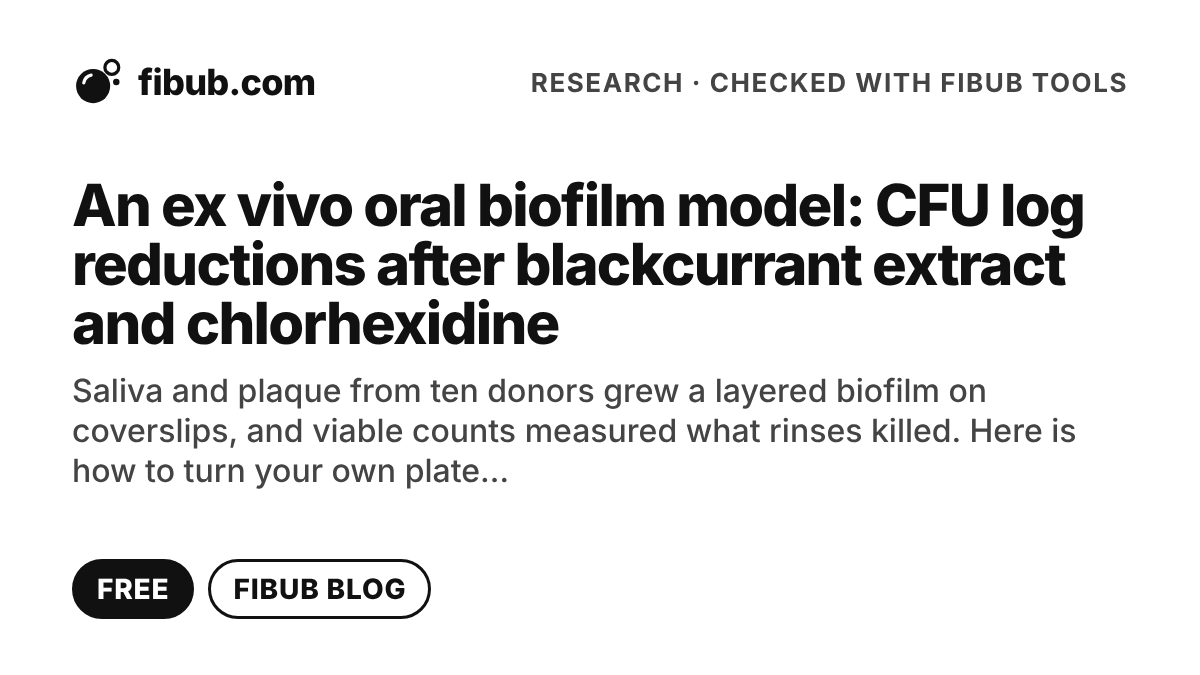 fibub.com
RESEARCH · CHECKED WITH FIBUB TOOLS
An ex vivo oral biofilm model: CFU log
reductions after blackcurrant extract
and chlorhexidine
Saliva and plaque from ten donors grew a layered biofilm on
coverslips, and viable counts measured what rinses killed. Here is
how to turn your own plate…
FREE
FIBUB BLOG